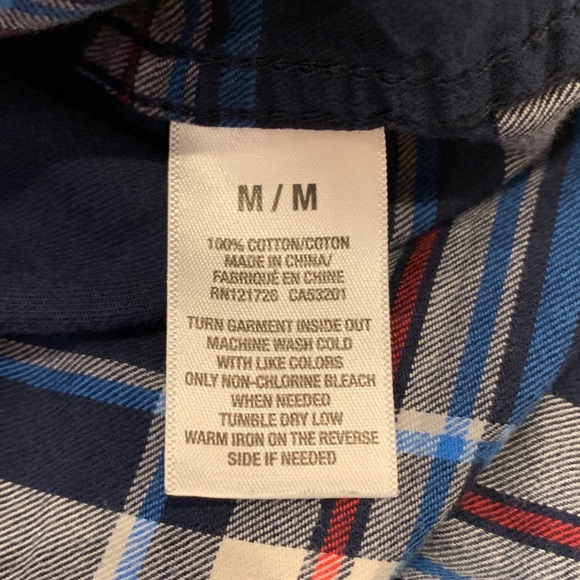 M / M
100% COTTON/COTON
MADE IN CHINA/
FABRIQUÉ EN CHINE
RN121726 CA53201
TURN GARMENT INSIDE OUT
MACHINE WASH COLD
WITH LIKE COLORS
ONLY NON-CHLORINE BLEACH
WHEN NEEDED
TUMBLE DRY LOW
WARM IRON ON THE REVERSE
SIDE IF NEEDED